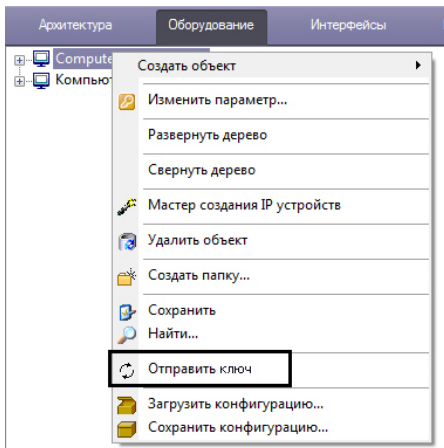 Архитектура Оборудование Интерфейсы
Compute
Компью
Создать объект
Изменить параметр...
Развернуть дерево
Свернуть дерево
Мастер создания IP устройств
Удалить объект
Создать папку...
Сохранить
Найти...
Отправить ключ
Загрузить конфигурацию...
Сохранить конфигурацию...